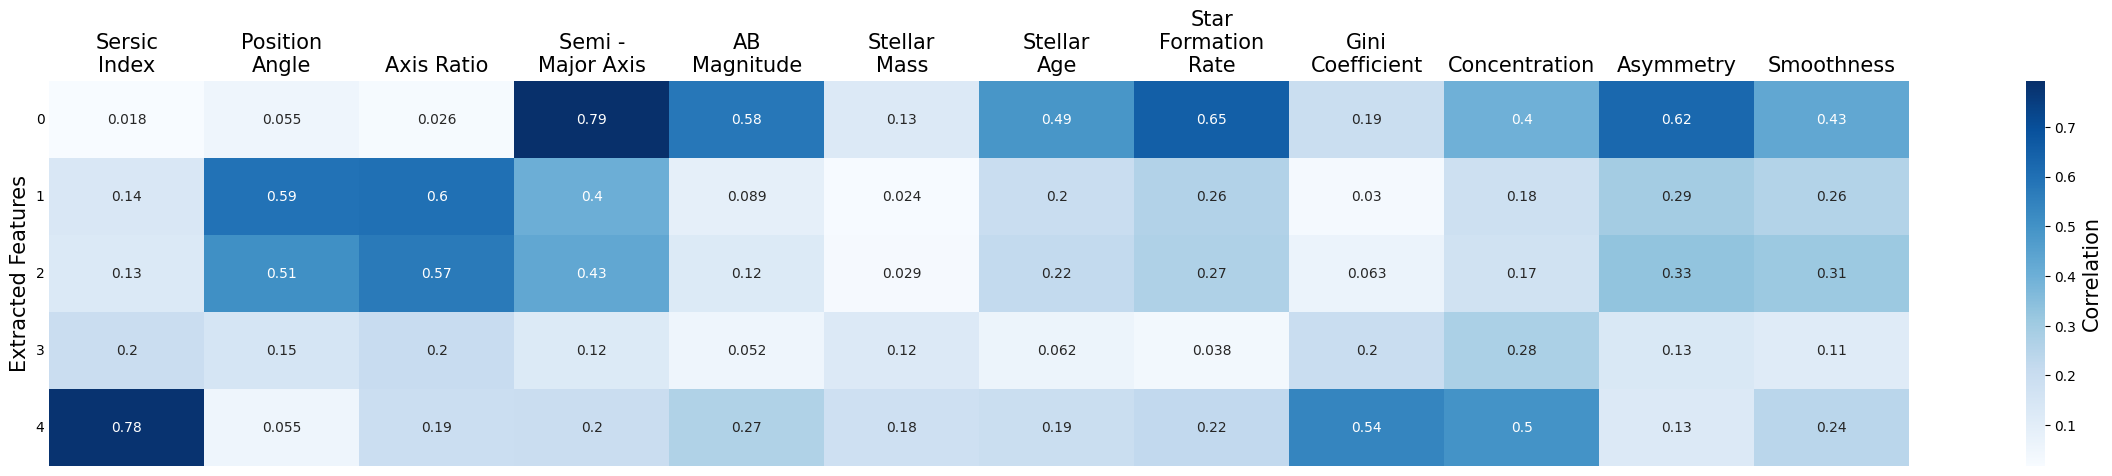 Sersic
Index
Position
Angle
Axis Ratio
Semi -
Major Axis
AB
Magnitude
Stellar
Mass
Stellar
Age
Star
Formation
Rate
Gini
Coefficient
Concentration
Asymmetry
Smoothness
Extracted Features
0 0.018 0.055 0.026 0.79 0.58 0.13 0.49 0.65 0.19 0.4 0.62 0.43
1 0.14 0.59 0.6 0.4 0.089 0.024 0.2 0.26 0.03 0.18 0.29 0.26
2 0.13 0.51 0.57 0.43 0.12 0.029 0.22 0.27 0.063 0.17 0.33 0.31
3 0.2 0.15 0.2 0.12 0.052 0.12 0.062 0.038 0.2 0.28 0.13 0.11
4 0.78 0.055 0.19 0.2 0.27 0.18 0.19 0.22 0.54 0.5 0.13 0.24
0.7
0.6
0.5
0.4
0.3
0.2
0.1
Correlation